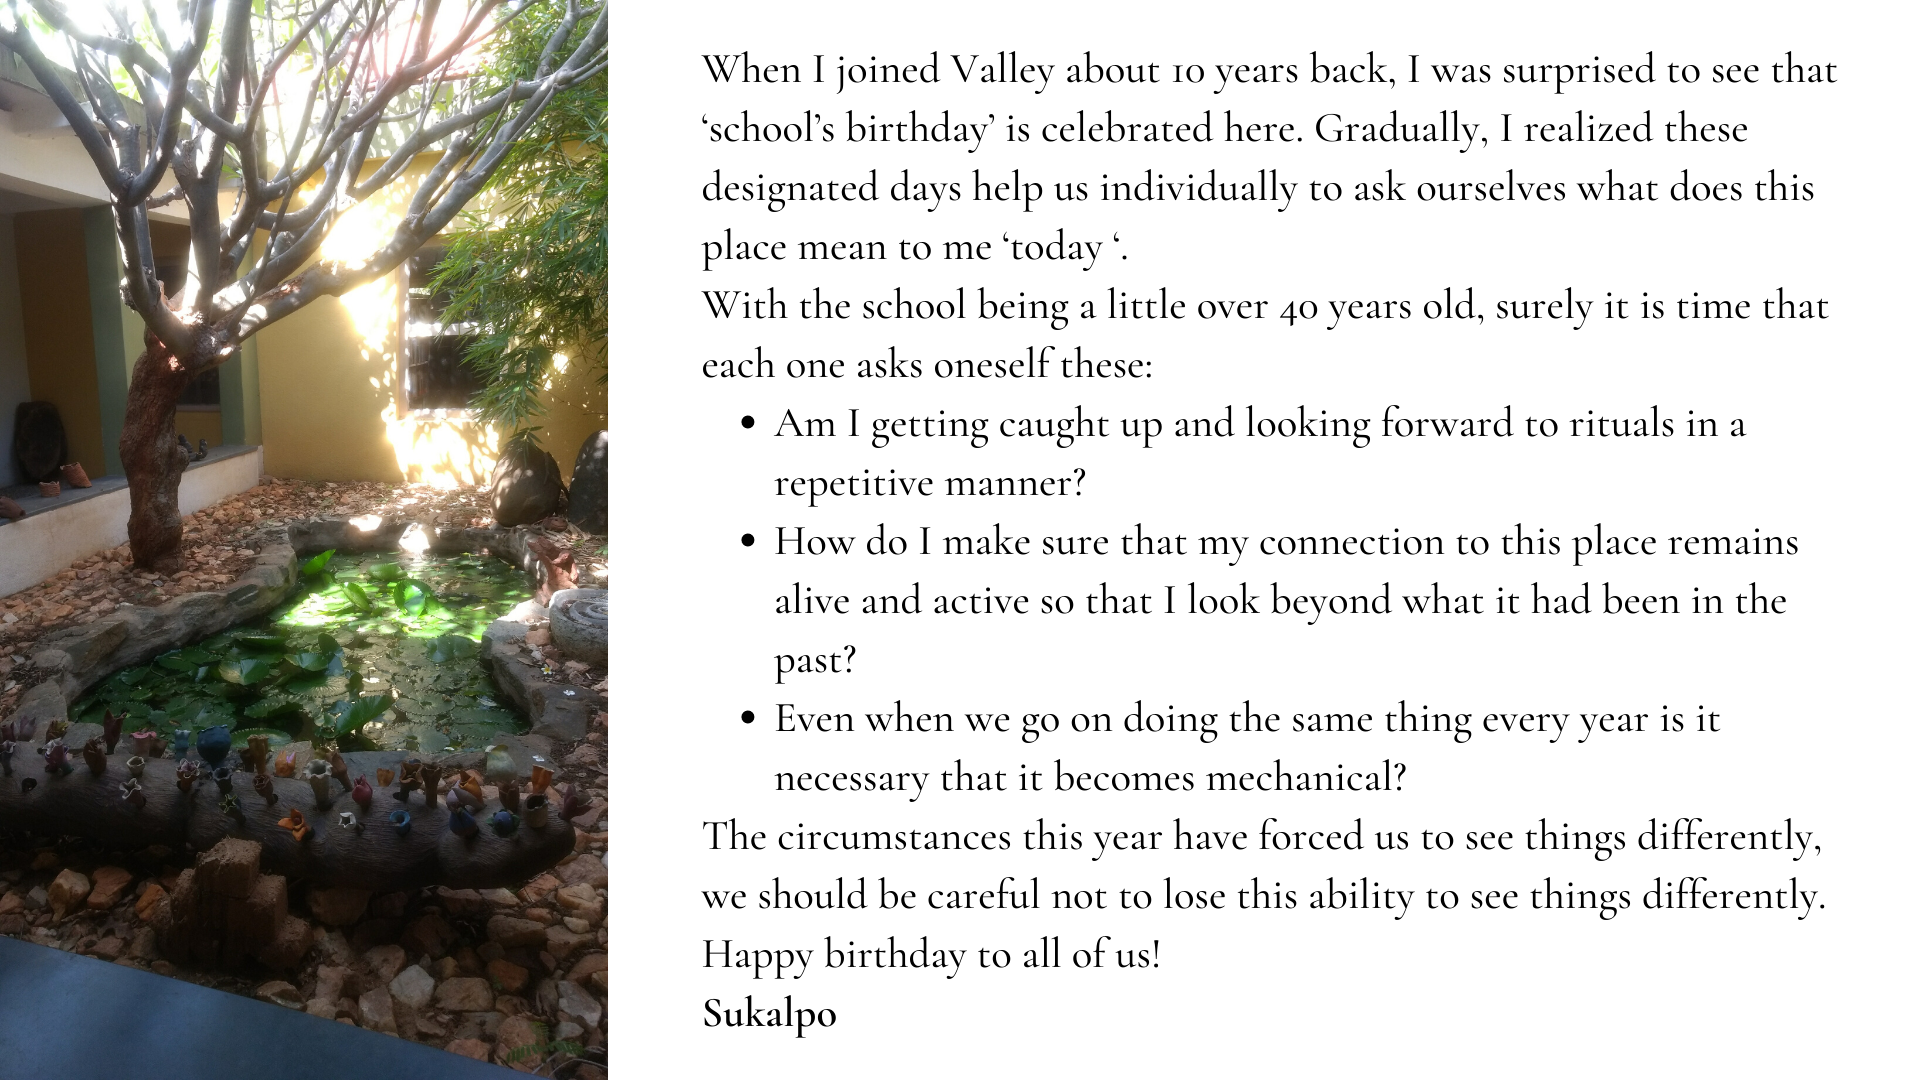 When I joined Valley about 10 years back, I was surprised to see that
‘school’s birthday’ is celebrated here. Gradually, I realized these
designated days help us individually to ask ourselves what does this
place mean to me ‘today ‘.
With the school being a little over 40 years old, surely it is time that
each one asks oneself these:
• Am I getting caught up and looking forward to rituals in a
repetitive manner?
• How do I make sure that my connection to this place remains
alive and active so that I look beyond what it had been in the
past?
• Even when we go on doing the same thing every year is it
necessary that it becomes mechanical?
The circumstances this year have forced us to see things differently,
we should be careful not to lose this ability to see things differently.
Happy birthday to all of us!
Sukalpo